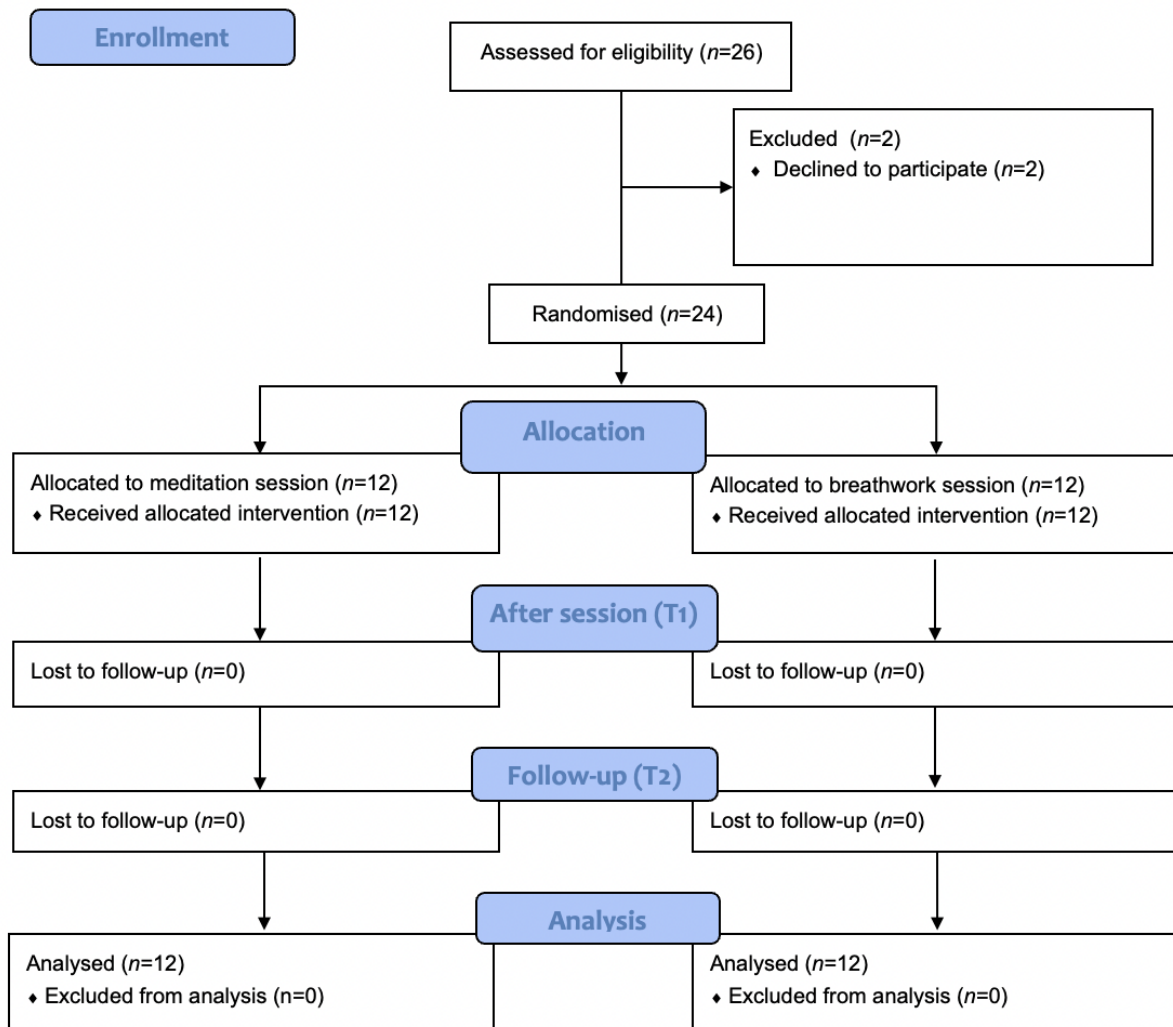 Enrollment
Assessed for eligibility (n=26)
Excluded  (n=2)
♦ Declined to participate (n=2)
Randomised (n=24)
Allocation
Allocated to meditation session (n=12)
♦ Received allocated intervention (n=12)
Allocated to breathwork session (n=12)
♦ Received allocated intervention (n=12)
After session (T1)
Lost to follow-up (n=0)
Lost to follow-up (n=0)
Follow-up (T2)
Lost to follow-up (n=0)
Lost to follow-up (n=0)
Analysis
Analysed (n=12)
♦ Excluded from analysis (n=0)
Analysed (n=12)
♦ Excluded from analysis (n=0)